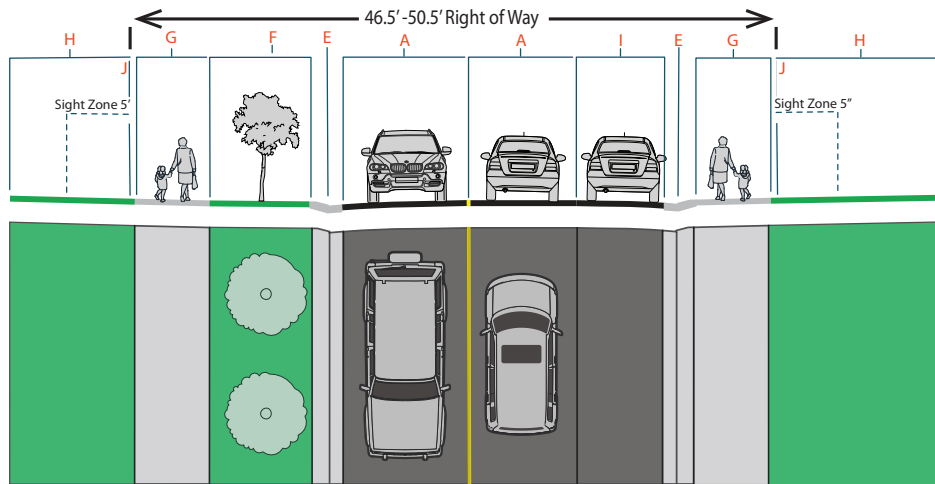 46.5' -50.5' Right of Way
H G F E A A I E G H
J J
Sight Zone 5' Sight Zone 5"